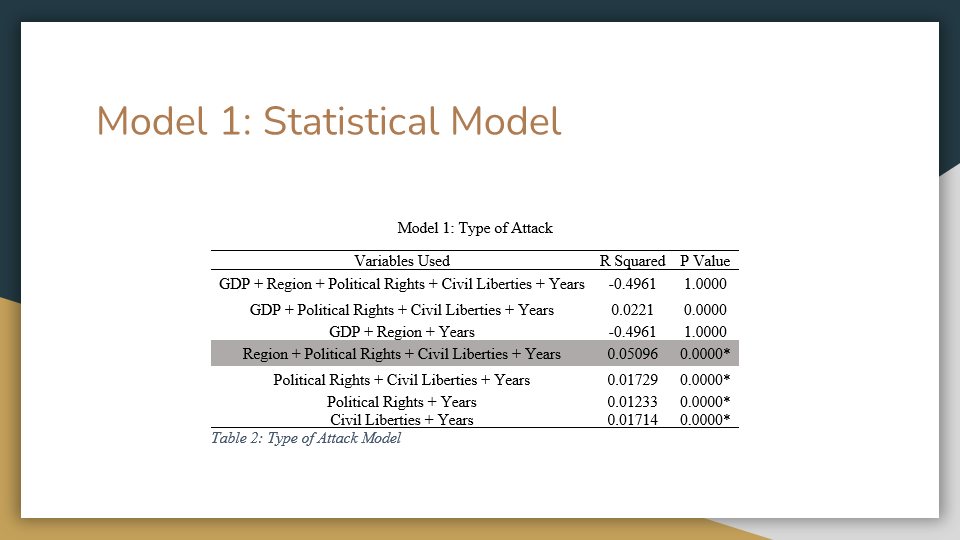 Model 1: Statistical Model
Model 1: Type of Attack
Variables Used R Squared P Value
GDP + Region + Political Rights + Civil Liberties + Years -0.4961 1.0000
GDP + Political Rights + Civil Liberties + Years 0.0221 0.0000
GDP + Region + Years -0.4961 1.0000
Region + Political Rights + Civil Liberties + Years 0.05096 0.0000*
Political Rights + Civil Liberties + Years 0.01729 0.0000*
Political Rights + Years 0.01233 0.0000*
Civil Liberties + Years 0.01714 0.0000*
Table 2: Type of Attack Model